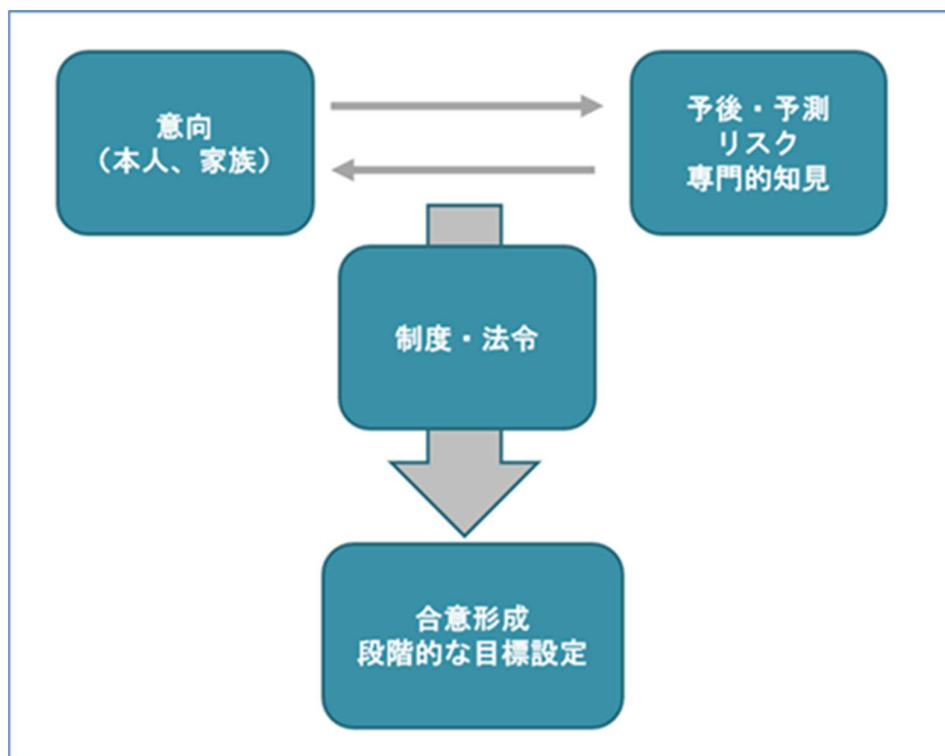 意向
（本人、家族）
予後・予測
リスク
専門的知見
制度・法令
合意形成
段階的な目標設定